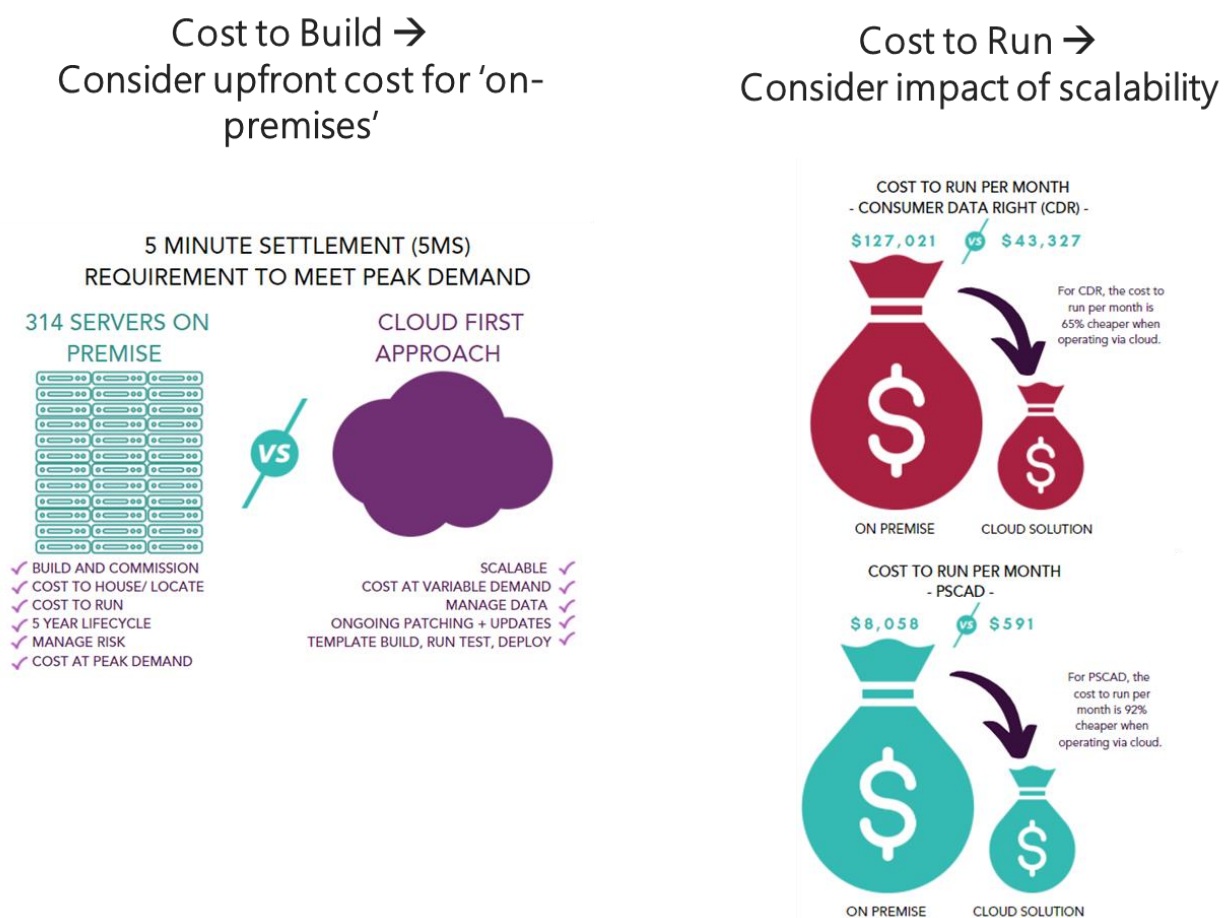 Cost to Build →
Consider upfront cost for ‘on-
premises’
5 MINUTE SETTLEMENT (5MS)
REQUIREMENT TO MEET PEAK DEMAND
314 SERVERS ON
PREMISE
VS
CLOUD FIRST
APPROACH
BUILD AND COMMISSION
COST TO HOUSE/ LOCATE
COST TO RUN
5 YEAR LIFECYCLE
MANAGE RISK
COST AT PEAK DEMAND
SCALABLE
COST AT VARIABLE DEMAND
MANAGE DATA
ONGOING PATCHING + UPDATES
TEMPLATE BUILD, RUN TEST, DEPLOY
Cost to Run →
Consider impact of scalability
COST TO RUN PER MONTH
- CONSUMER DATA RIGHT (CDR) -
$127,021 VS $43,327
For CDR, the cost to
run per month is
65% cheaper when
operating via cloud.
$
$
ON PREMISE
CLOUD SOLUTION
COST TO RUN PER MONTH
- PSCAD -
$8,058 VS $591
For PSCAD, the
cost to run per
month is 92%
cheaper when
operating via cloud.
$
$
ON PREMISE
CLOUD SOLUTION